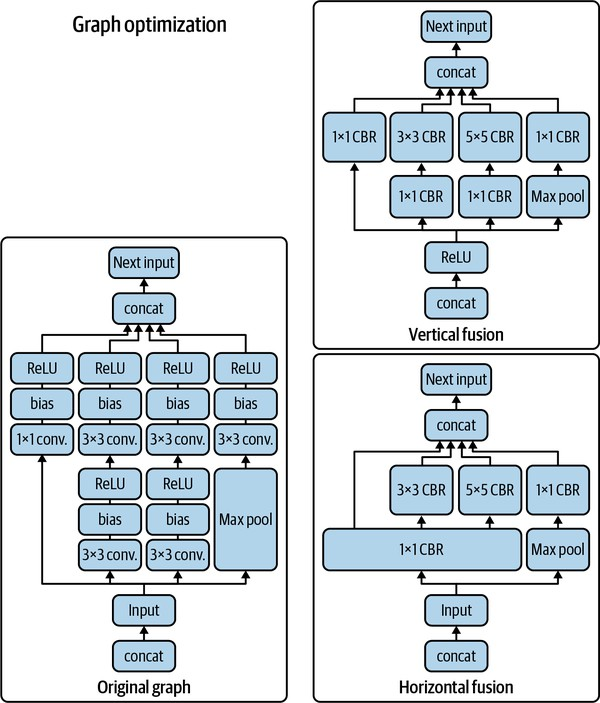 Graph optimization
Next input
concat
ReLU ReLU ReLU ReLU
bias bias bias bias
1×1 conv. 3×3 conv. 3×3 conv. 3×3 conv.
ReLU ReLU
bias bias Max pool
3×3 conv. 3×3 conv.
Input
concat
Original graph
Next input
concat
1×1 CBR 3×3 CBR 5×5 CBR 1×1 CBR
1×1 CBR 1×1 CBR Max pool
ReLU
concat
Vertical fusion
Next input
concat
3×3 CBR 5×5 CBR 1×1 CBR
1×1 CBR Max pool
Input
concat
Horizontal fusion